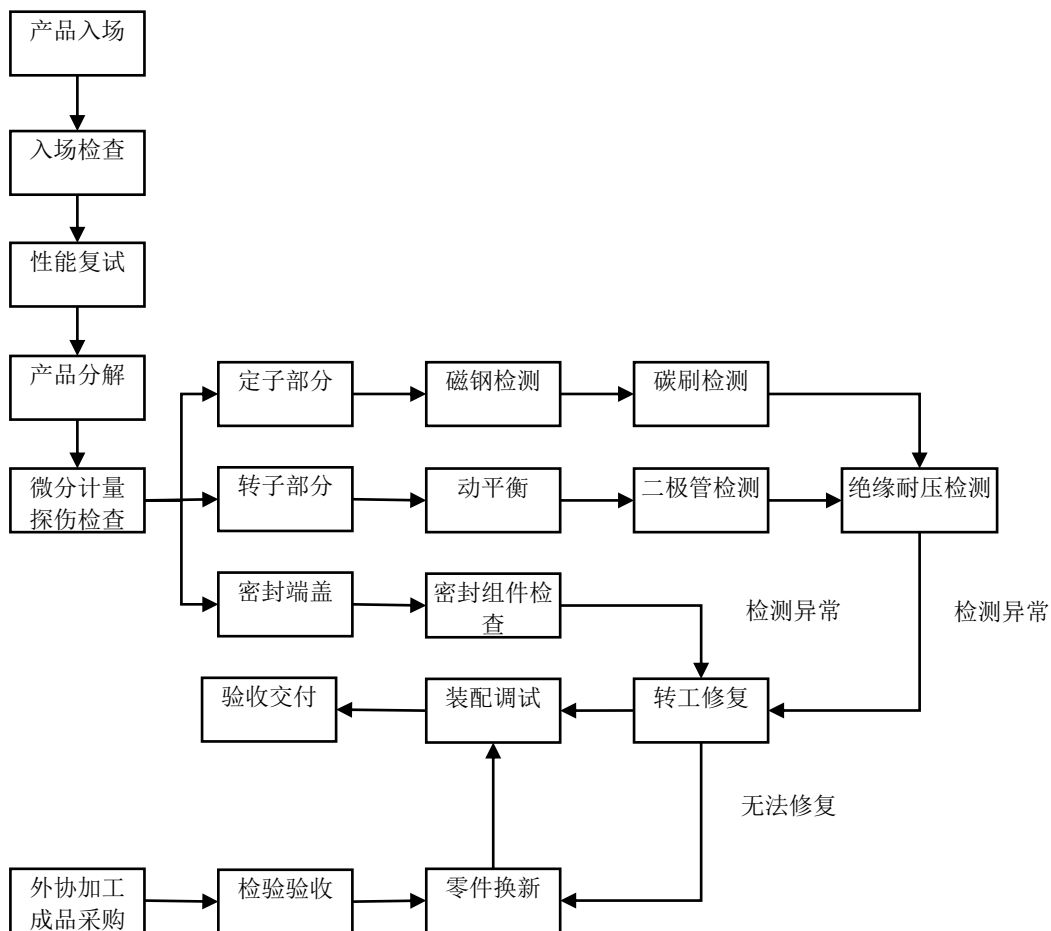 产品入场
入场检查
性能复试
产品分解
微分计量
探伤检查
定子部分
磁钢检测
碳刷检测
转子部分
动平衡
二极管检测
绝缘耐压检测
密封端盖
密封组件检
查
检测异常
检测异常
验收交付
装配调试
转工修复
无法修复
外协加工
成品采购
检验验收
零件换新